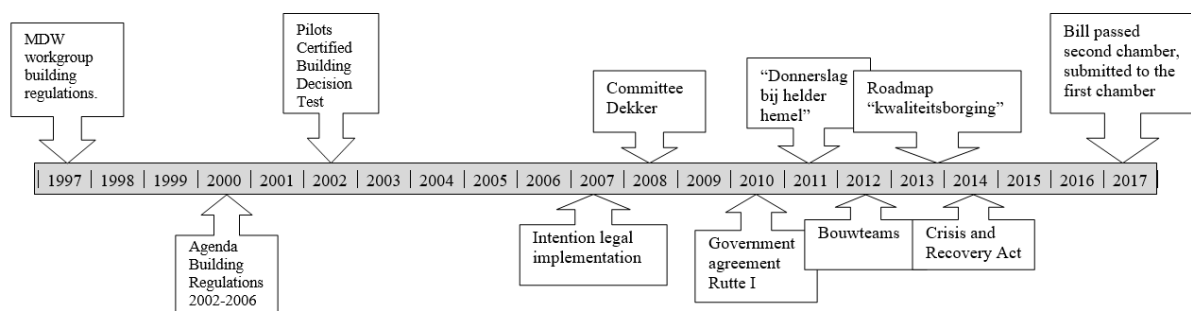 MDW
workgroup
building
regulations.
Pilots
Certified
Building
Decision
Test
Committee
Dekker
“Donnerslag
bij helder
hemel”
Roadmap
“kwaliteitsborging”
Bill passed
second chamber,
submitted to the
first chamber
1997 1998 1999 2000 2001 2002 2003 2004 2005 2006 2007 2008 2009 2010 2011 2012 2013 2014 2015 2016 2017
Agenda
Building
Regulations
2002-2006
Intention legal
implementation
Government
agreement
Rutte I
Bouwteams
Crisis and
Recovery Act